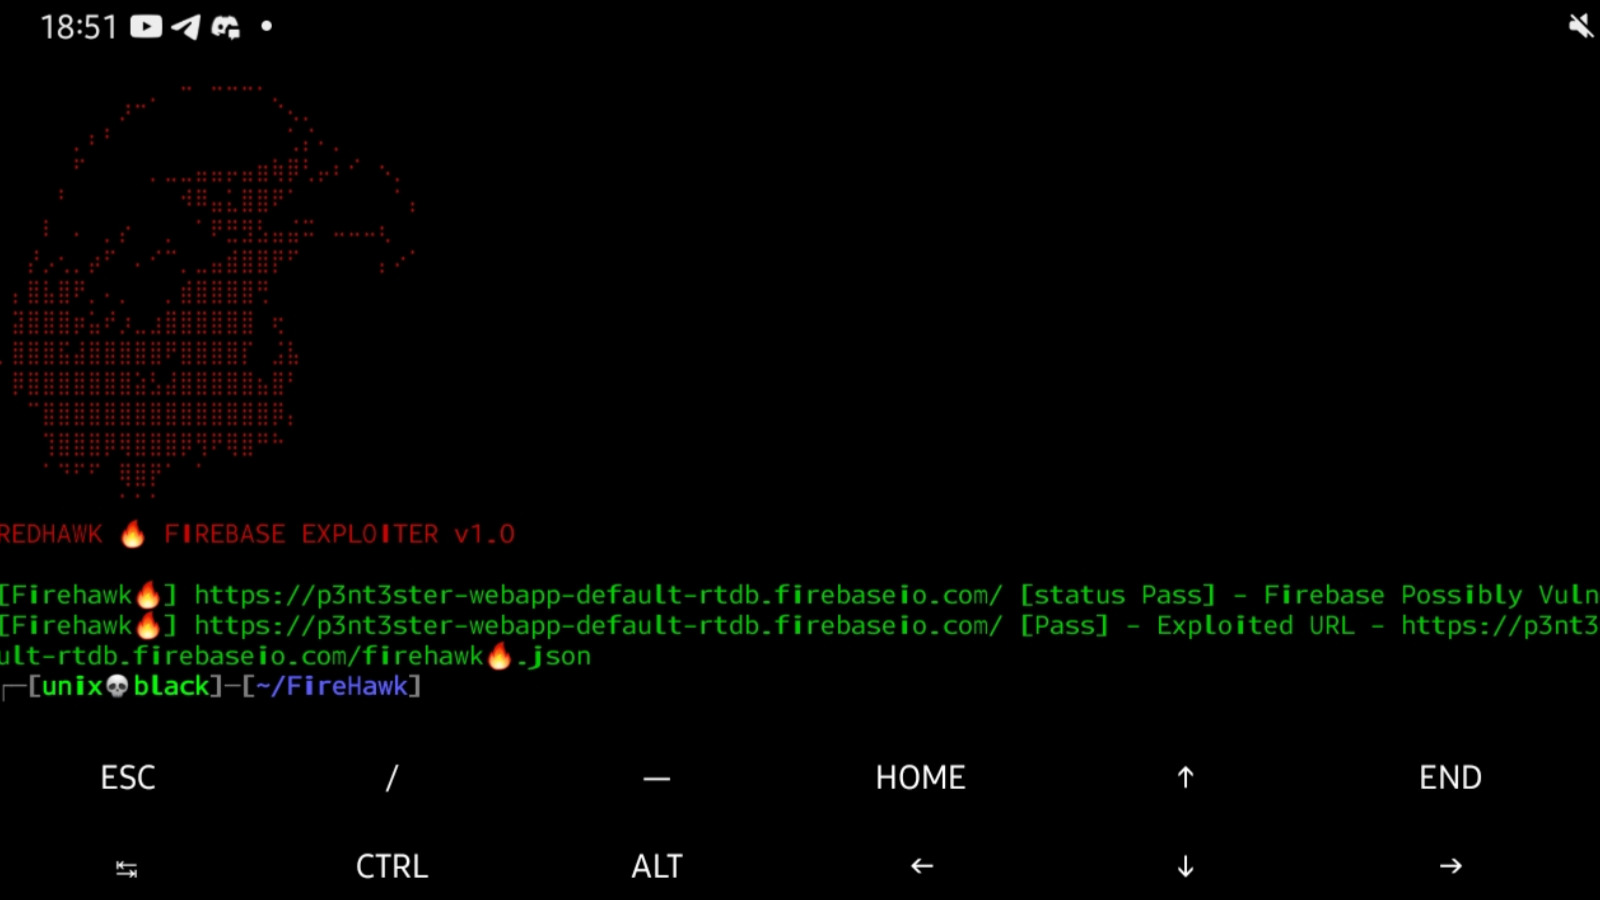 18:51
REDHAWK 🔥 FIREBASE EXPLOITER v1.0
[Firehawk🔥] https://p3nt3ster-webapp-default-rtdb.firebaseio.com/ [status Pass] - Firebase Possibly Vuln
[Firehawk🔥] https://p3nt3ster-webapp-default-rtdb.firebaseio.com/ [Pass] - Exploited URL - https://p3nt3
ult-rtdb.firebaseio.com/firehawk🔥.json
┌─[unix💀black]─[~/FireHawk]
ESC / — HOME ↑ END
↹ CTRL ALT ← ↓ →